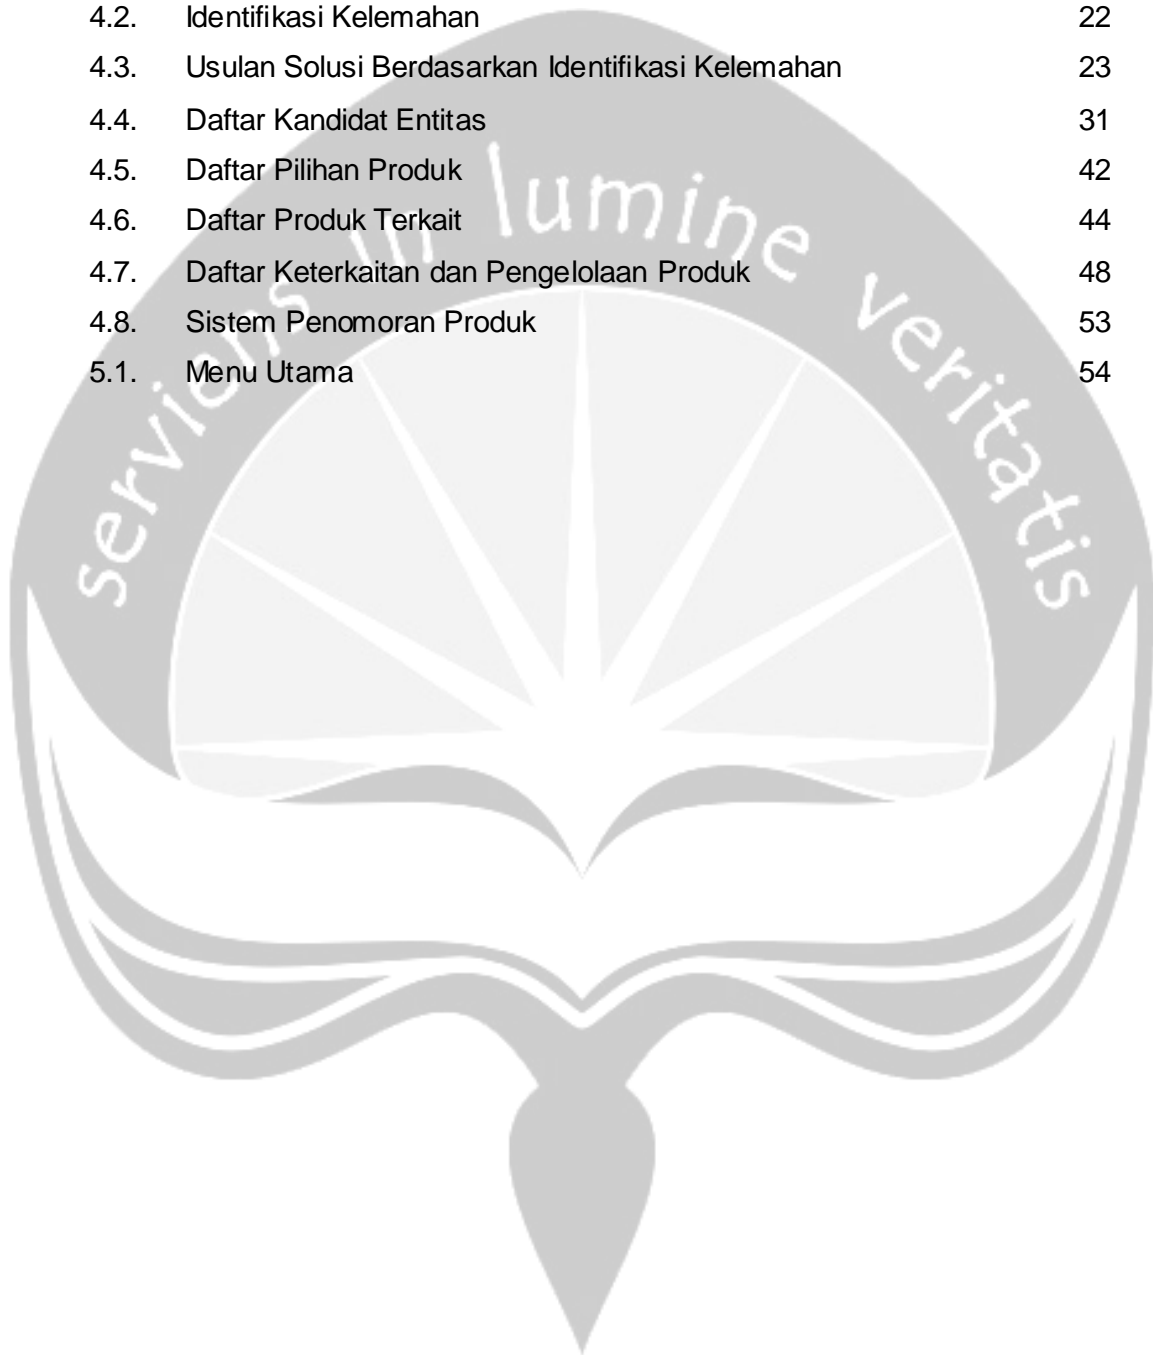 4.2. Identifikasi Kelemahan 22
4.3. Usulan Solusi Berdasarkan Identifikasi Kelemahan 23
4.4. Daftar Kandidat Entitas 31
4.5. Daftar Pilihan Produk 42
4.6. Daftar Produk Terkait 44
4.7. Daftar Keterkaitan dan Pengelolaan Produk 48
4.8. Sistem Penomoran Produk 53
5.1. Menu Utama 54
serviens in lumine veritatis